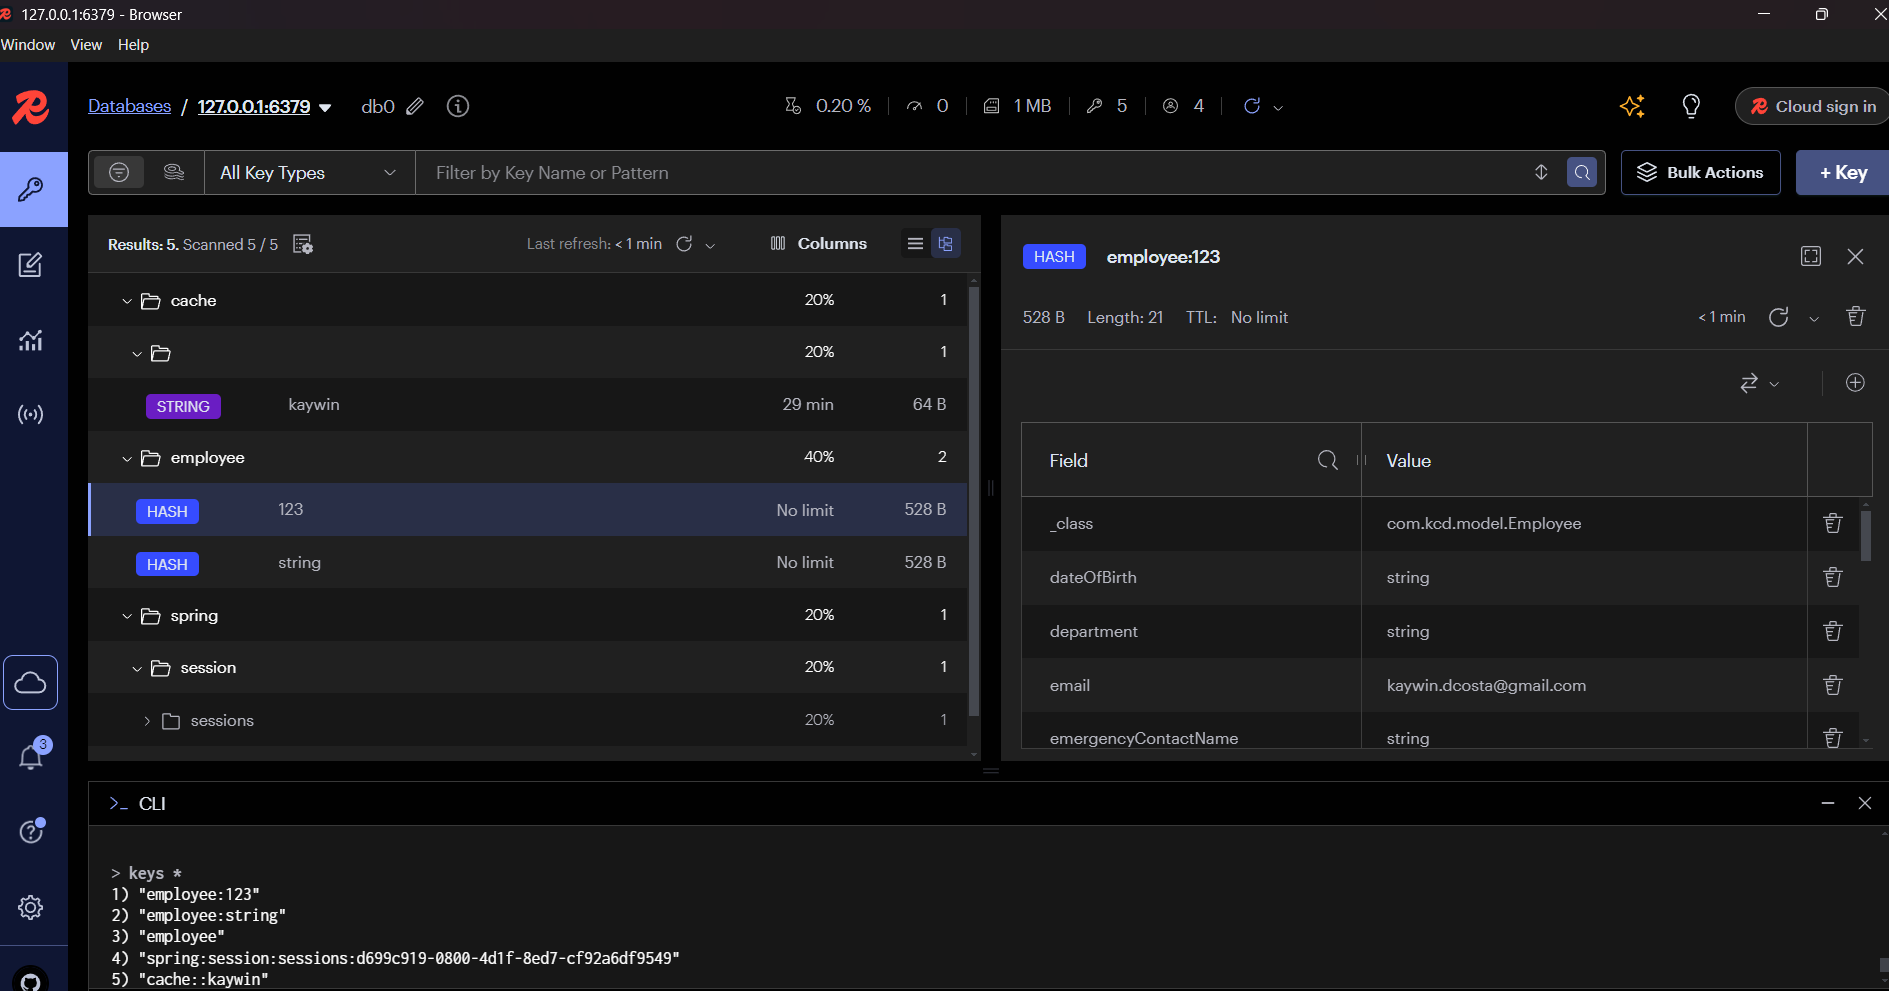 127.0.0.1:6379 - Browser
Window View Help
Databases / 127.0.0.1:6379 db0 0.20 % 0 1 MB 5 4 Cloud sign in
All Key Types Filter by Key Name or Pattern Bulk Actions + Key
Results: 5. Scanned 5 / 5 Last refresh: < 1 min Columns
cache 20% 1
20% 1
STRING kaywin 29 min 64 B
employee 40% 2
HASH 123 No limit 528 B
HASH string No limit 528 B
spring 20% 1
session 20% 1
sessions 20% 1
HASH employee:123
528 B Length: 21 TTL: No limit < 1 min
Field Value
_class com.kcd.model.Employee
dateOfBirth string
department string
email kaywin.dcosta@gmail.com
emergencyContactName string
3
>_ CLI
> keys *
1) "employee:123"
2) "employee:string"
3) "employee"
4) "spring:session:sessions:d699c919-0800-4d1f-8ed7-cf92a6df9549"
5) "cache::kaywin"